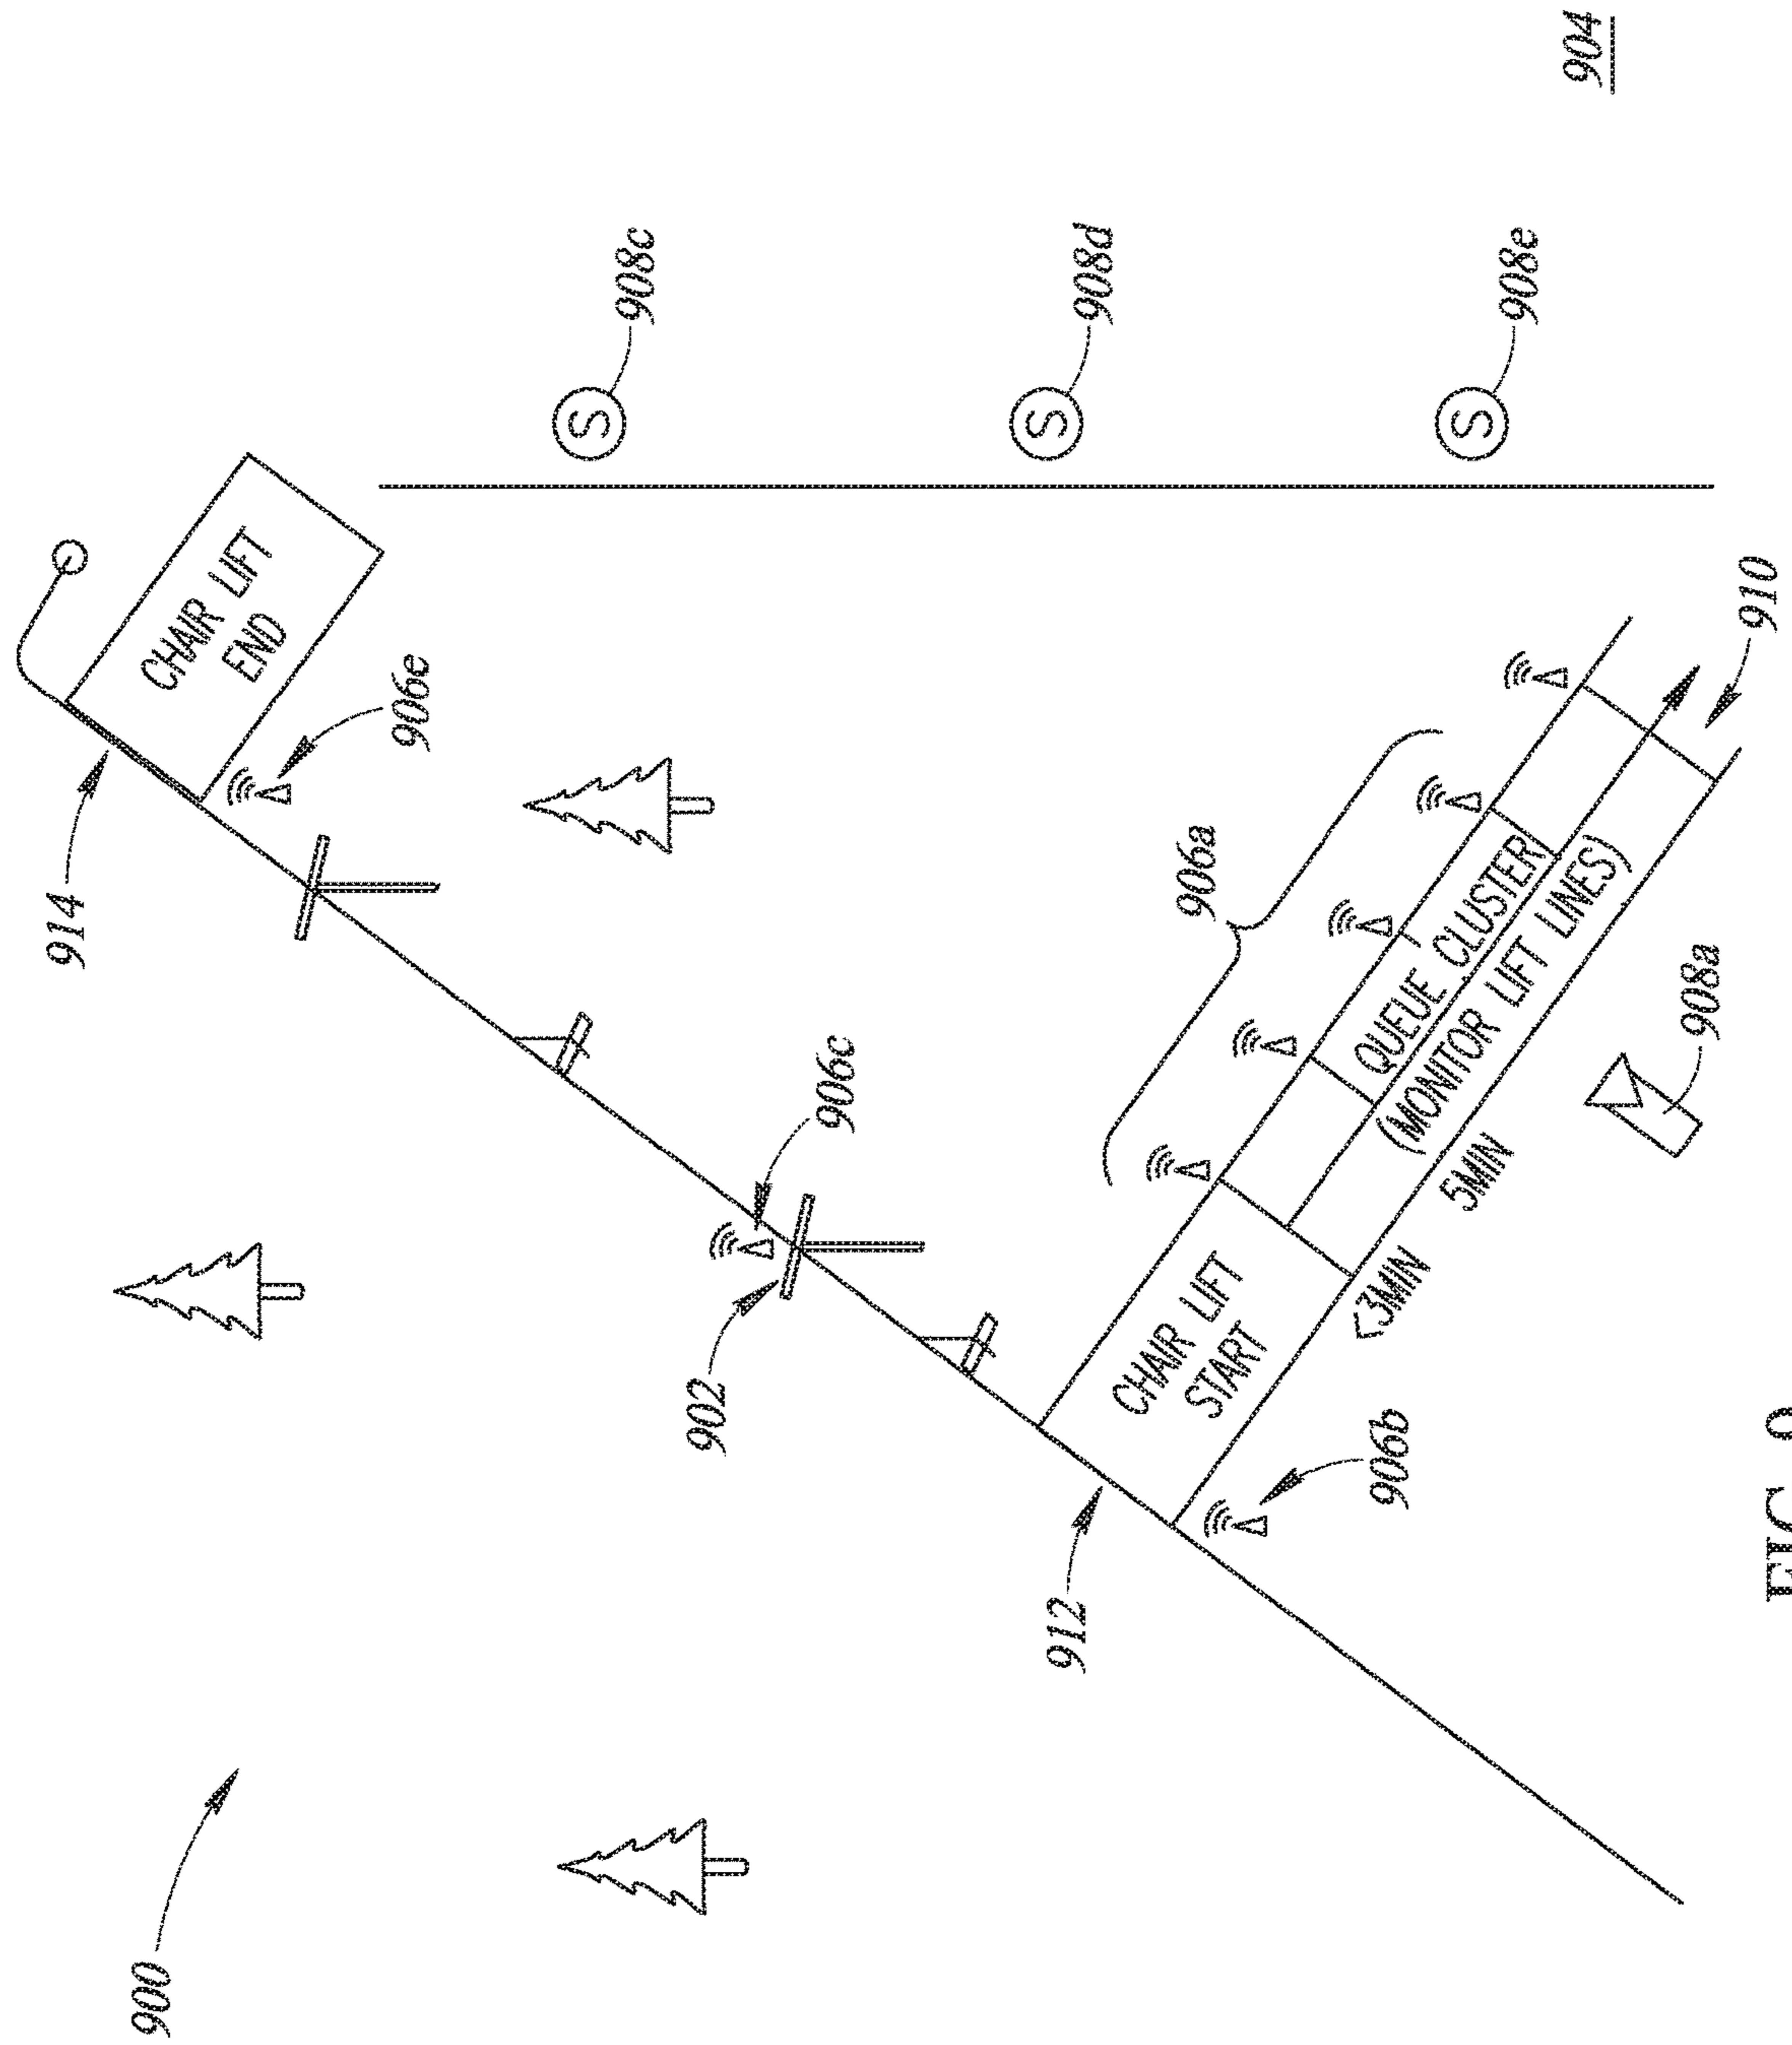 900
914
CHAIR LIFT
END
906e
908c
902
906c
912
908d
CHAIR LIFT
START
906a
906b
<3MIN
5MIN
QUEUE CLUSTER
(MONITOR LIFT LINES)
908e
904
908a
910